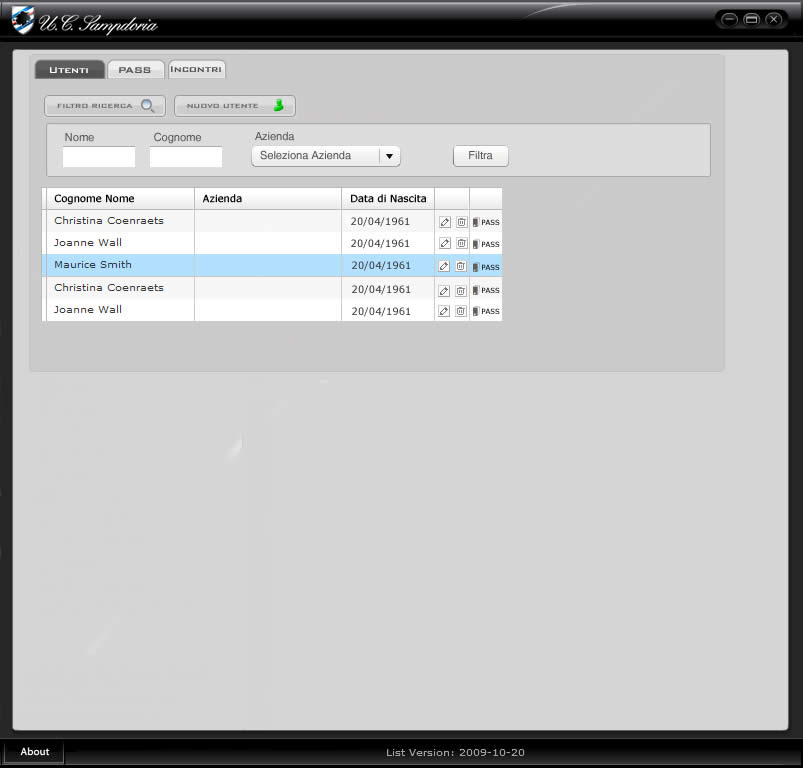 U.C. Sampdoria
UTENTI PASS INCONTRI
FILTRO RICERCA NUOVO UTENTE
Nome Cognome Azienda
Seleziona Azienda Filtra
Cognome Nome Azienda Data di Nascita
Christina Coenraets 20/04/1961 PASS
Joanne Wall 20/04/1961 PASS
Maurice Smith 20/04/1961 PASS
Christina Coenraets 20/04/1961 PASS
Joanne Wall 20/04/1961 PASS
About List Version: 2009-10-20